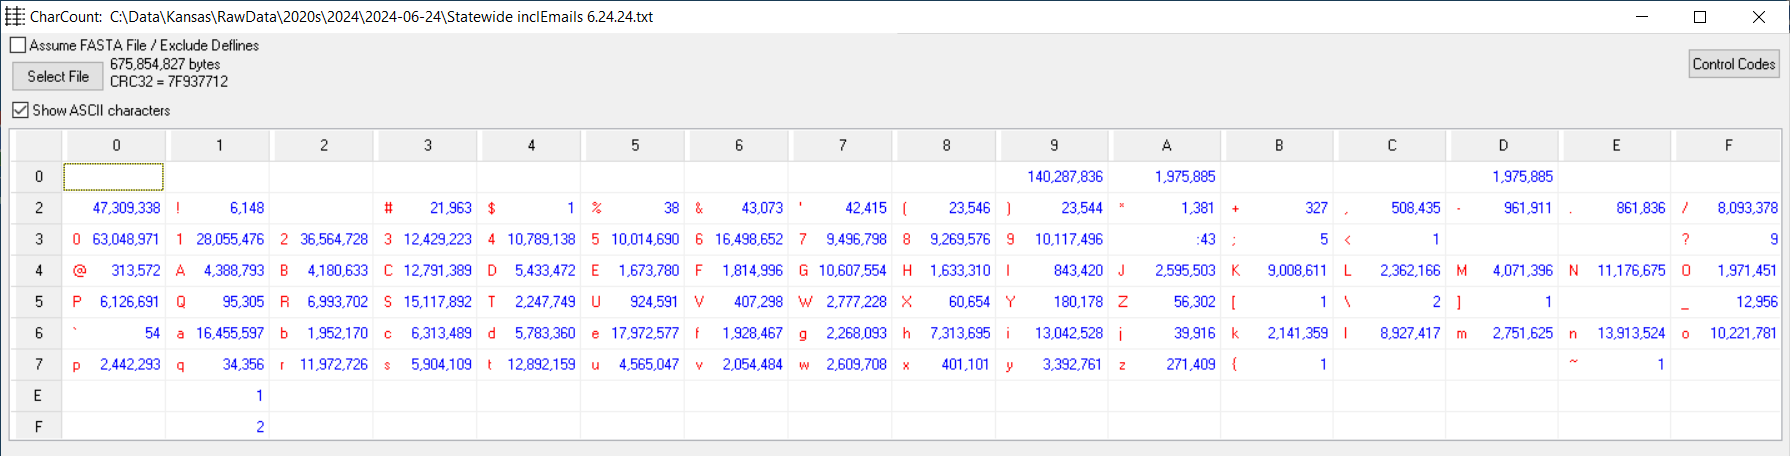 CharCount:  C:\Data\Kansas\RawData\2020s\2024\2024-06-24\Statewide inclEmails 6.24.24.txt
Assume FASTA File / Exclude Deflines
Select File 675,854,827 bytes Control Codes
CRC32 = 7F937712
Show ASCII characters
0 1 2 3 4 5 6 7 8 9 A B C D E F
0 140,287,836 1,975,885 1,975,885
2 47,309,338 ! 6,148 # 21,963 $ 1 % 38 & 43,073 ' 42,415 ( 23,546 ) 23,544 * 1,381 + 327 , 508,435 - 961,911 . 861,836 / 8,093,378
3 0 63,048,971 1 28,055,476 2 36,564,728 3 12,429,223 4 10,789,138 5 10,014,690 6 16,498,652 7 9,496,798 8 9,269,576 9 10,117,496 :43 ; 5 < 1 ? 9
4 @ 313,572 A 4,388,793 B 4,180,633 C 12,791,389 D 5,433,472 E 1,673,780 F 1,814,996 G 10,607,554 H 1,633,310 I 843,420 J 2,595,503 K 9,008,611 L 2,362,166 M 4,071,396 N 11,176,675 O 1,971,451
5 P 6,126,691 Q 95,305 R 6,993,702 S 15,117,892 T 2,247,749 U 924,591 V 407,298 W 2,777,228 X 60,654 Y 180,178 Z 56,302 [ 1 \ 2 ] 1 _ 12,956
6 ` 54 a 16,455,597 b 1,952,170 c 6,313,489 d 5,783,360 e 17,972,577 f 1,928,467 g 2,268,093 h 7,313,695 i 13,042,528 j 39,916 k 2,141,359 l 8,927,417 m 2,751,625 n 13,913,524 o 10,221,781
7 p 2,442,293 q 34,356 r 11,972,726 s 5,904,109 t 12,892,159 u 4,565,047 v 2,054,484 w 2,609,708 x 401,101 y 3,392,761 z 271,409 { 1 ~ 1
E 1
F 2